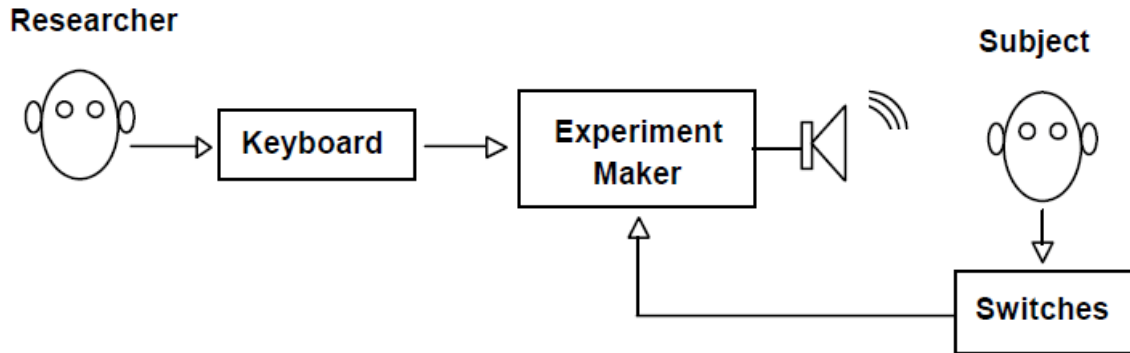 Researcher
Subject
Keyboard
Experiment
Maker
Switches